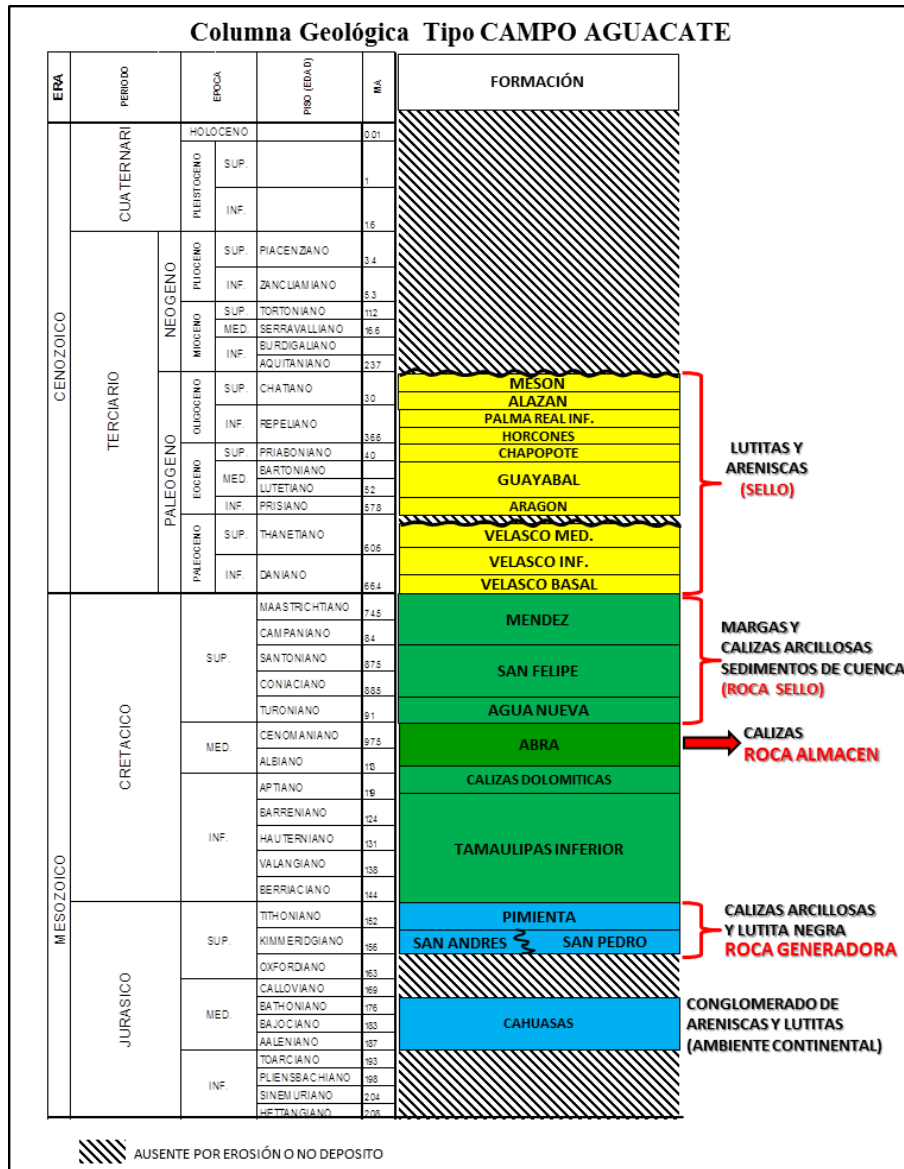 Columna Geológica Tipo CAMPO AGUACATE
ERA
PERIODO
EPOCA
PISO (EDAD)
MA
FORMACIÓN
CENOZOICO
CUATERNARI
HOLOCENO
0.01
PLEISTOCENO
SUP.
1
INF.
1.6
TERCIARIO
NEOGENO
PLIOCENO
SUP.
PIACENZIANO
3.4
INF.
ZANCLIAMIANO
5.3
MIOCENO
SUP.
TORTONIANO
11.2
MED.
SERRAVALLIANO
16.6
INF.
BURDIGALIANO
AQUITANIANO
23.7
PALEOGENO
OLIGOCENO
SUP.
CHATIANO
30
INF.
REPELIANO
36.6
EOCENO
SUP.
PRIABONIANO
40
MED.
BARTONIANO
LUTETIANO
52
INF.
PRISIANO
57.8
PALEOCENO
SUP.
THANETIANO
60.6
INF.
DANIANO
66.4
MESON
ALAZAN
PALMA REAL INF.
HORCONES
CHAPOPOTE
GUAYABAL
ARAGON
VELASCO MED.
VELASCO INF.
VELASCO BASAL
LUTITAS Y
ARENISCAS
(SELLO)
MESOZOICO
CRETACICO
SUP.
MAASTRICHTIANO
74.5
CAMPANIANO
84
SANTONIANO
87.5
CONIACIANO
88.5
TURONIANO
91
MED.
CENOMANIANO
97.5
ALBIANO
INF.
APTIANO
119
BARRENIANO
124
HAUTERNIANO
131
VALANGIANO
138
BERRIACIANO
144
MENDEZ
SAN FELIPE
AGUA NUEVA
ABRA
CALIZAS DOLOMITICAS
TAMAULIPAS INFERIOR
MARGAS Y
CALIZAS ARCILLOSAS
SEDIMENTOS DE CUENCA
(ROCA SELLO)
CALIZAS
ROCA ALMACEN
JURASICO
SUP.
TITHONIANO
152
KIMMERIDGIANO
156
OXFORDIANO
163
MED.
CALLOVIANO
169
BATHONIANO
176
BAJOCIANO
183
AALENIANO
187
INF.
TOARCIANO
193
PLIENSBACHIANO
198
SINEMURIANO
204
HETTANGIANO
208
PIMIENTA
SAN ANDRES
SAN PEDRO
CAHUASAS
CALIZAS ARCILLOSAS
Y LUTITA NEGRA
ROCA GENERADORA
CONGLOMERADO DE
ARENISCAS Y LUTITAS
(AMBIENTE CONTINENTAL)
AUSENTE POR EROSIÓN O NO DEPOSITO